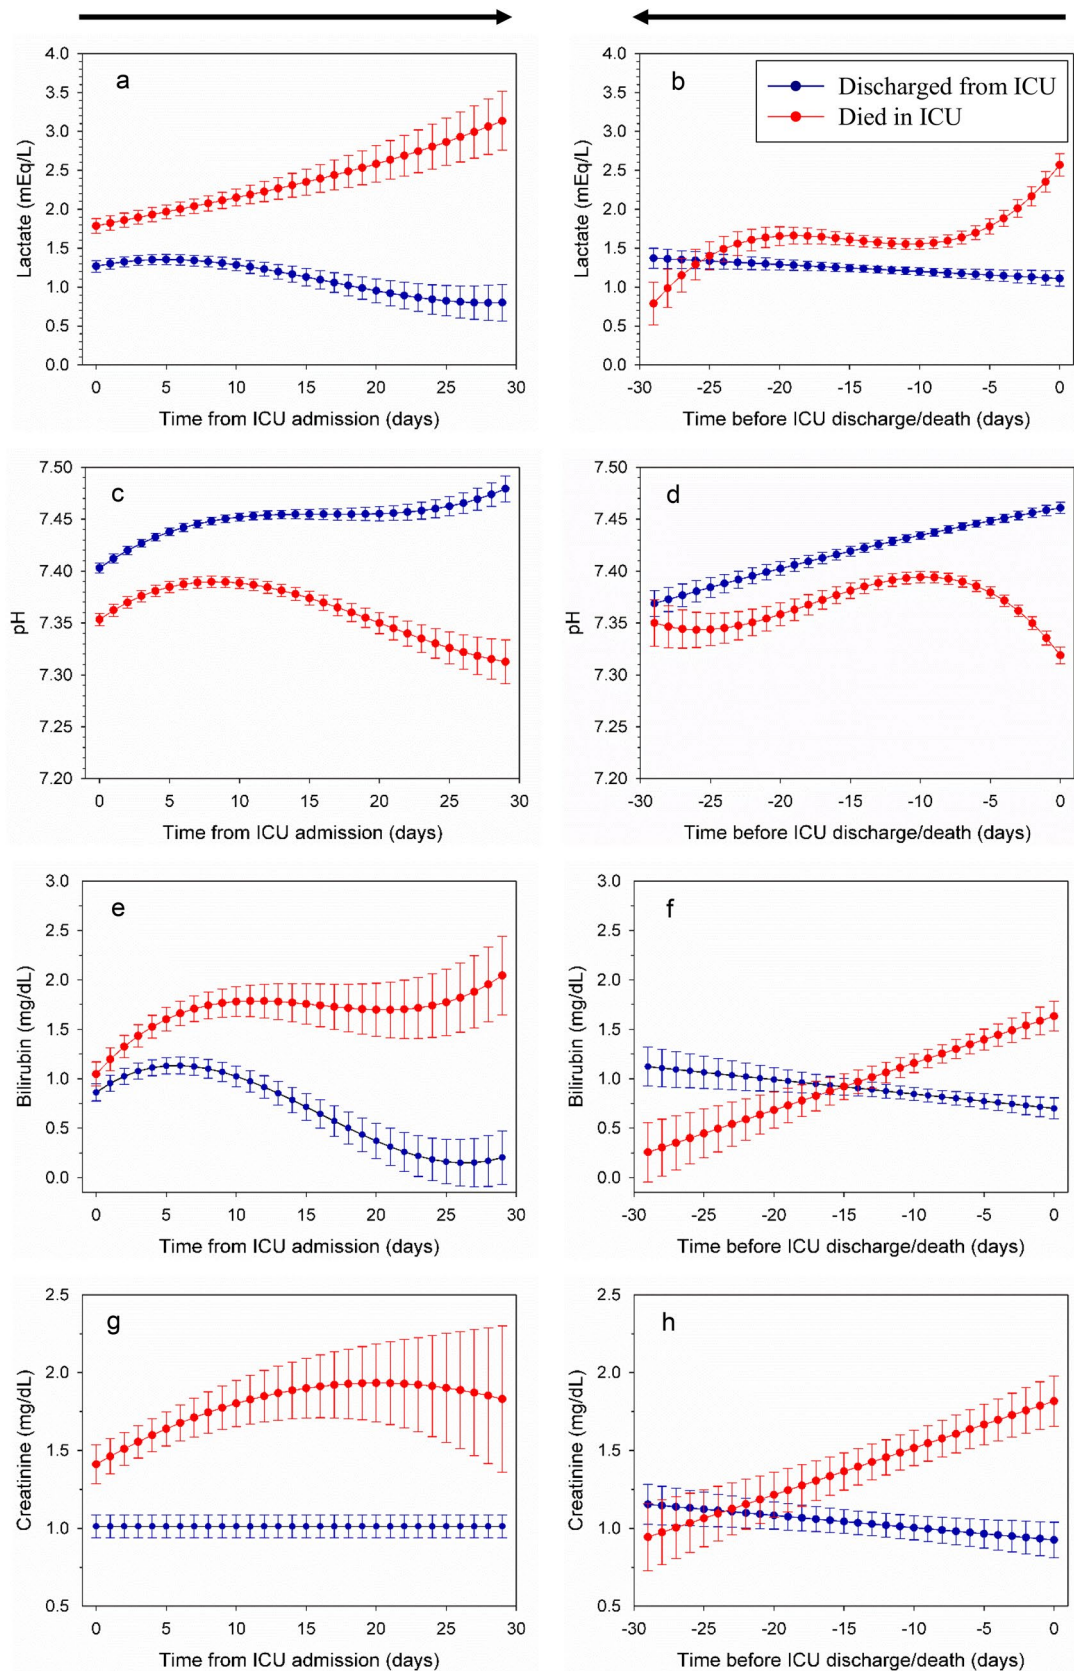 a
4.0
3.5
3.0
2.5
2.0
1.5
1.0
0.5
0.0
Lactate (mEq/L)
0 5 10 15 20 25 30
Time from ICU admission (days)
b
Discharged from ICU
Died in ICU
4.0
3.5
3.0
2.5
2.0
1.5
1.0
0.5
0.0
Lactate (mEq/L)
-30 -25 -20 -15 -10 -5 0
Time before ICU discharge/death (days)
c
7.50
7.45
7.40
7.35
7.30
7.25
7.20
pH
0 5 10 15 20 25 30
Time from ICU admission (days)
d
7.50
7.45
7.40
7.35
7.30
7.25
7.20
pH
-30 -25 -20 -15 -10 -5 0
Time before ICU discharge/death (days)
e
3.0
2.5
2.0
1.5
1.0
0.5
0.0
Bilirubin (mg/dL)
0 5 10 15 20 25 30
Time from ICU admission (days)
f
3.0
2.5
2.0
1.5
1.0
0.5
0.0
Bilirubin (mg/dL)
-30 -25 -20 -15 -10 -5 0
Time before ICU discharge/death (days)
g
2.5
2.0
1.5
1.0
0.5
Creatinine (mg/dL)
0 5 10 15 20 25 30
Time from ICU admission (days)
h
2.5
2.0
1.5
1.0
0.5
Creatinine (mg/dL)
-30 -25 -20 -15 -10 -5 0
Time before ICU discharge/death (days)